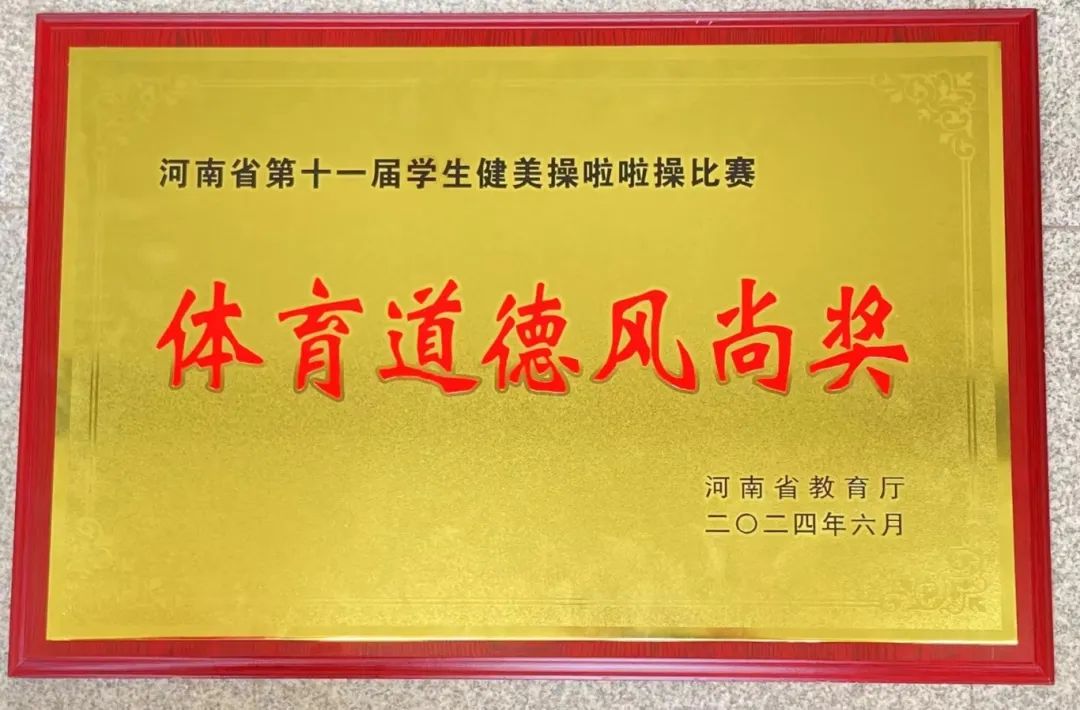 河南省第十一届学生健美操啦啦操比赛
体育道德风尚奖
河南省教育厅
二〇二四年六月